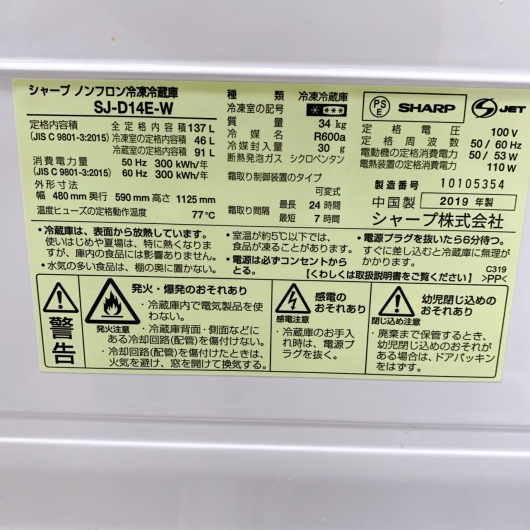 シャープ ノンフロン冷凍冷蔵庫
SJ-D14E-W
定格内容積 全定格内容積 137 L
(JIS C 9801-3:2015) 冷凍室の定格内容積 46 L
冷蔵室の定格内容積 91 L
消費電力量 50 Hz 300 kWh/年
(JIS C 9801-3:2015) 60 Hz 300 kWh/年
外形寸法
幅 480 mm 奥行 590 mm 高さ 1125 mm
温度ヒューズの定格動作温度 77℃
種類 冷凍冷蔵庫
冷凍室の記号
質量 34 kg
冷媒名 R600a
冷媒封入量 30 g
断熱発泡ガス シクロペンタン
霜取り制御装置のタイプ
可変式
霜取り間隔 最長 24 時間
最短 7 時間
PS
E
SHARP
S JET
定格電圧 100 V
定格周波数 50 / 60 Hz
電動機の定格消費電力 50 / 53 W
電熱装置の定格消費電力 110 W
製造番号 10105354
中国製 2019 年製
シャープ株式会社
・冷蔵庫は、表面から放熱しています。
使いはじめや夏場は、特に熱くなりま
すが、庫内の食品には影響ありません。
・水気の多い食品は、棚の奥に置かない。
・室温が約5℃以下では、
食品が凍ることがあります。
・電源は必ずコンセントから
とる。
・電源プラグを抜いたら6分待つ。
すぐに差し込むと冷蔵庫に無理が
かかり故障の原因になります。
【くわしくは取扱説明書をご覧ください】
C319
>PP<
警告
発火注意
発火・爆発のおそれあり
・冷蔵庫内で電気製品を使
わない。
・冷蔵庫背面・側面などに
ある冷却回路(配管)を傷付けない。
・冷却回路(配管)を傷付けたときは、
火気を避け、窓を開けて換気する。
感電注意
感電の
おそれあり
・冷蔵庫のお手入
れ時は、電源プ
ラグを抜く。
閉じ込め注意
幼児閉じ込めの
おそれあり
・廃棄まで保管するとき、
幼児閉じ込めのおそれが
ある場合は、ドアパッキン
をはずす。